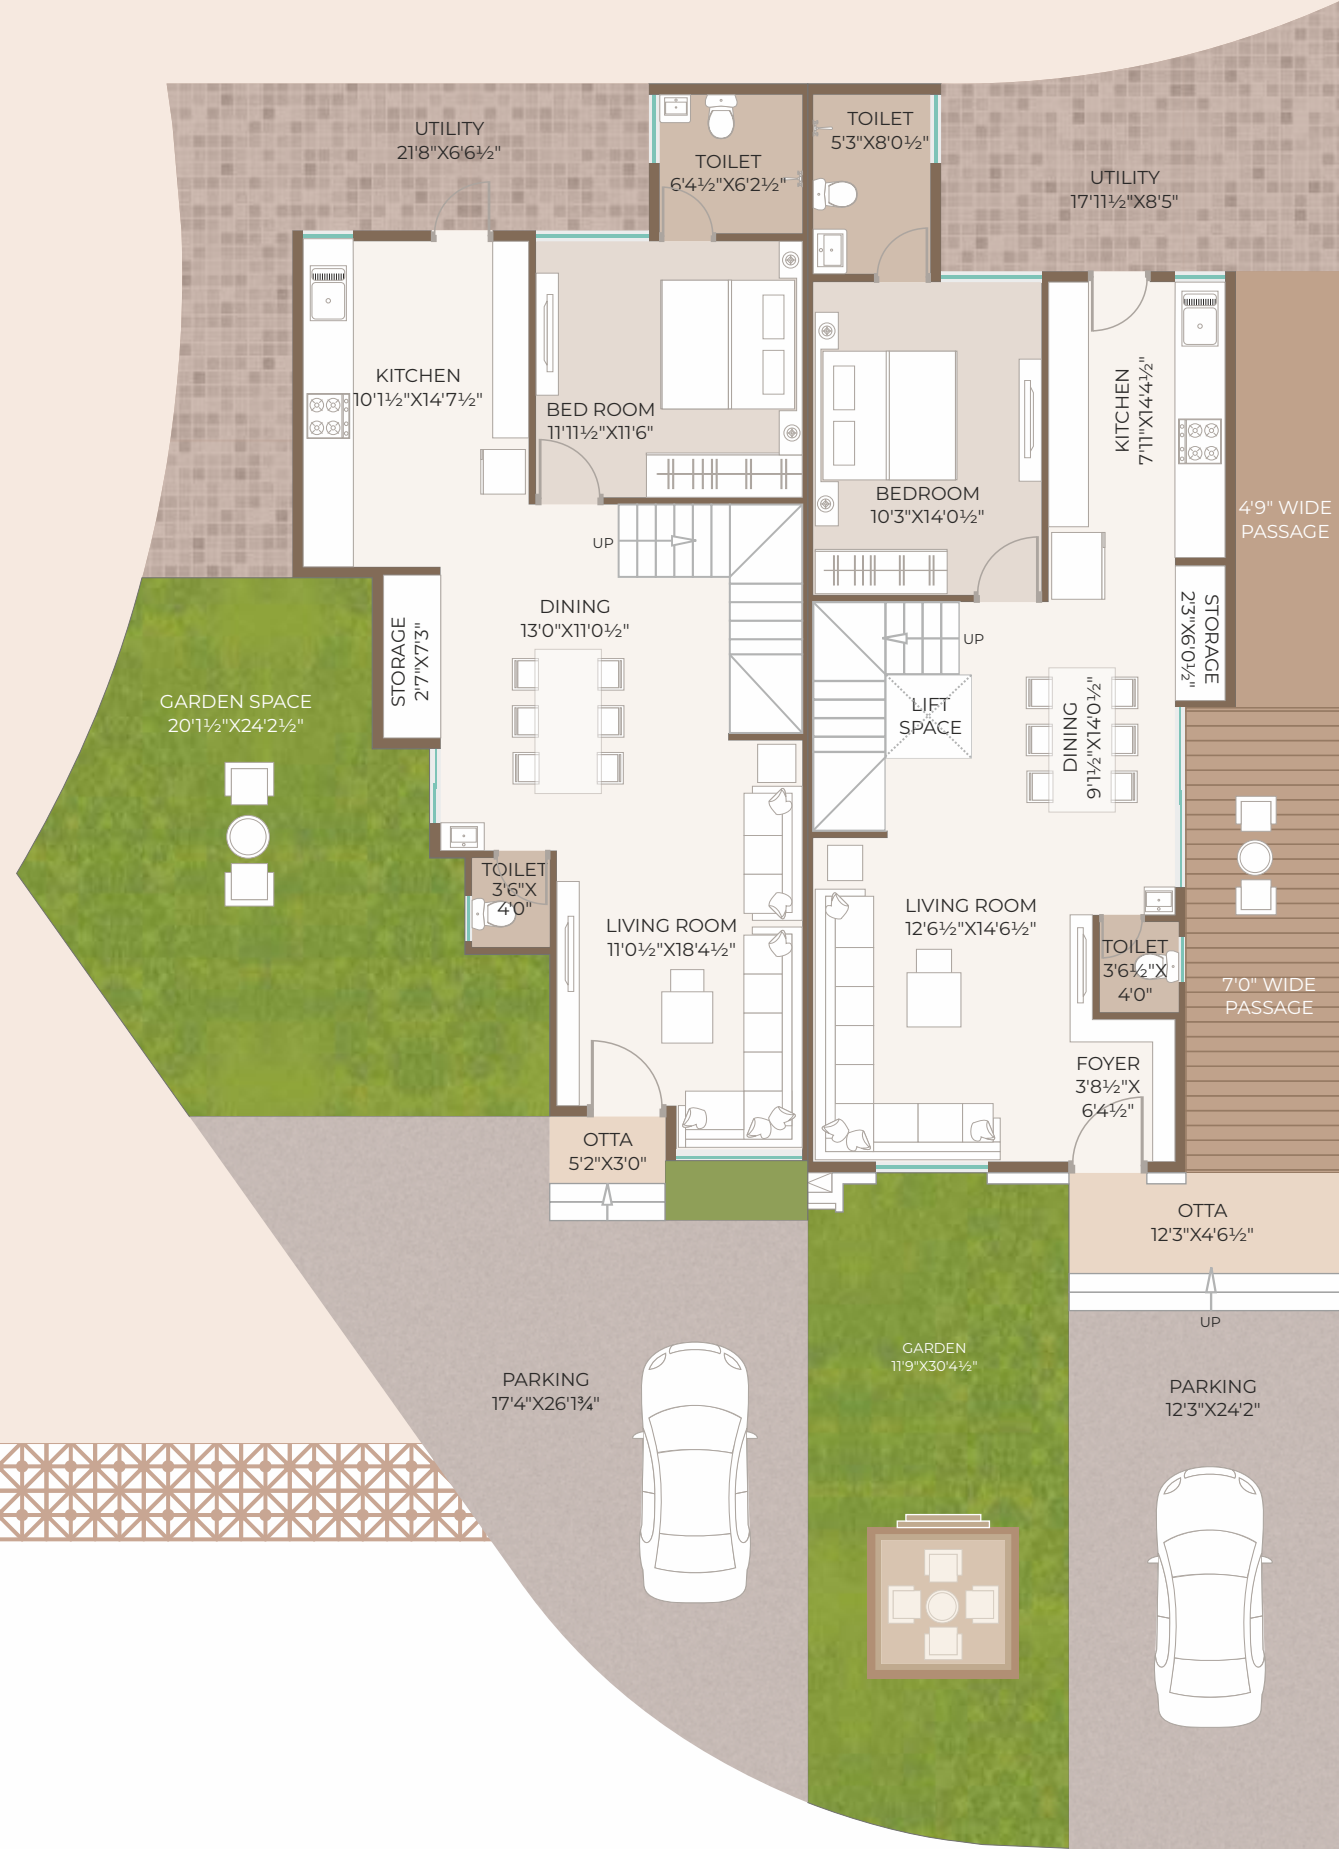 UTILITY
21'8"X6'6½"
TOILET
6'4½"X6'2½"
TOILET
5'3"X8'0½"
UTILITY
17'11½"X8'5"
KITCHEN
10'1½"X14'7½"
BED ROOM
11'11½"X11'6"
BEDROOM
10'3"X14'0½"
KITCHEN
7'11"X14'4½"
4'9" WIDE
PASSAGE
UP
DINING
13'0"X11'0½"
STORAGE
2'7"X7'3"
GARDEN SPACE
20'1½"X24'2½"
UP
LIFT
SPACE
DINING
9'1½"X14'0½"
STORAGE
2'3"X6'0½"
TOILET
3'6"X
4'0"
LIVING ROOM
11'0½"X18'4½"
LIVING ROOM
12'6½"X14'6½"
TOILET
3'6½"X
4'0"
7'0" WIDE
PASSAGE
FOYER
3'8½"X
6'4½"
OTTA
5'2"X3'0"
OTTA
12'3"X4'6½"
UP
GARDEN
11'9"X30'4½"
PARKING
17'4"X26'1¾"
PARKING
12'3"X24'2"